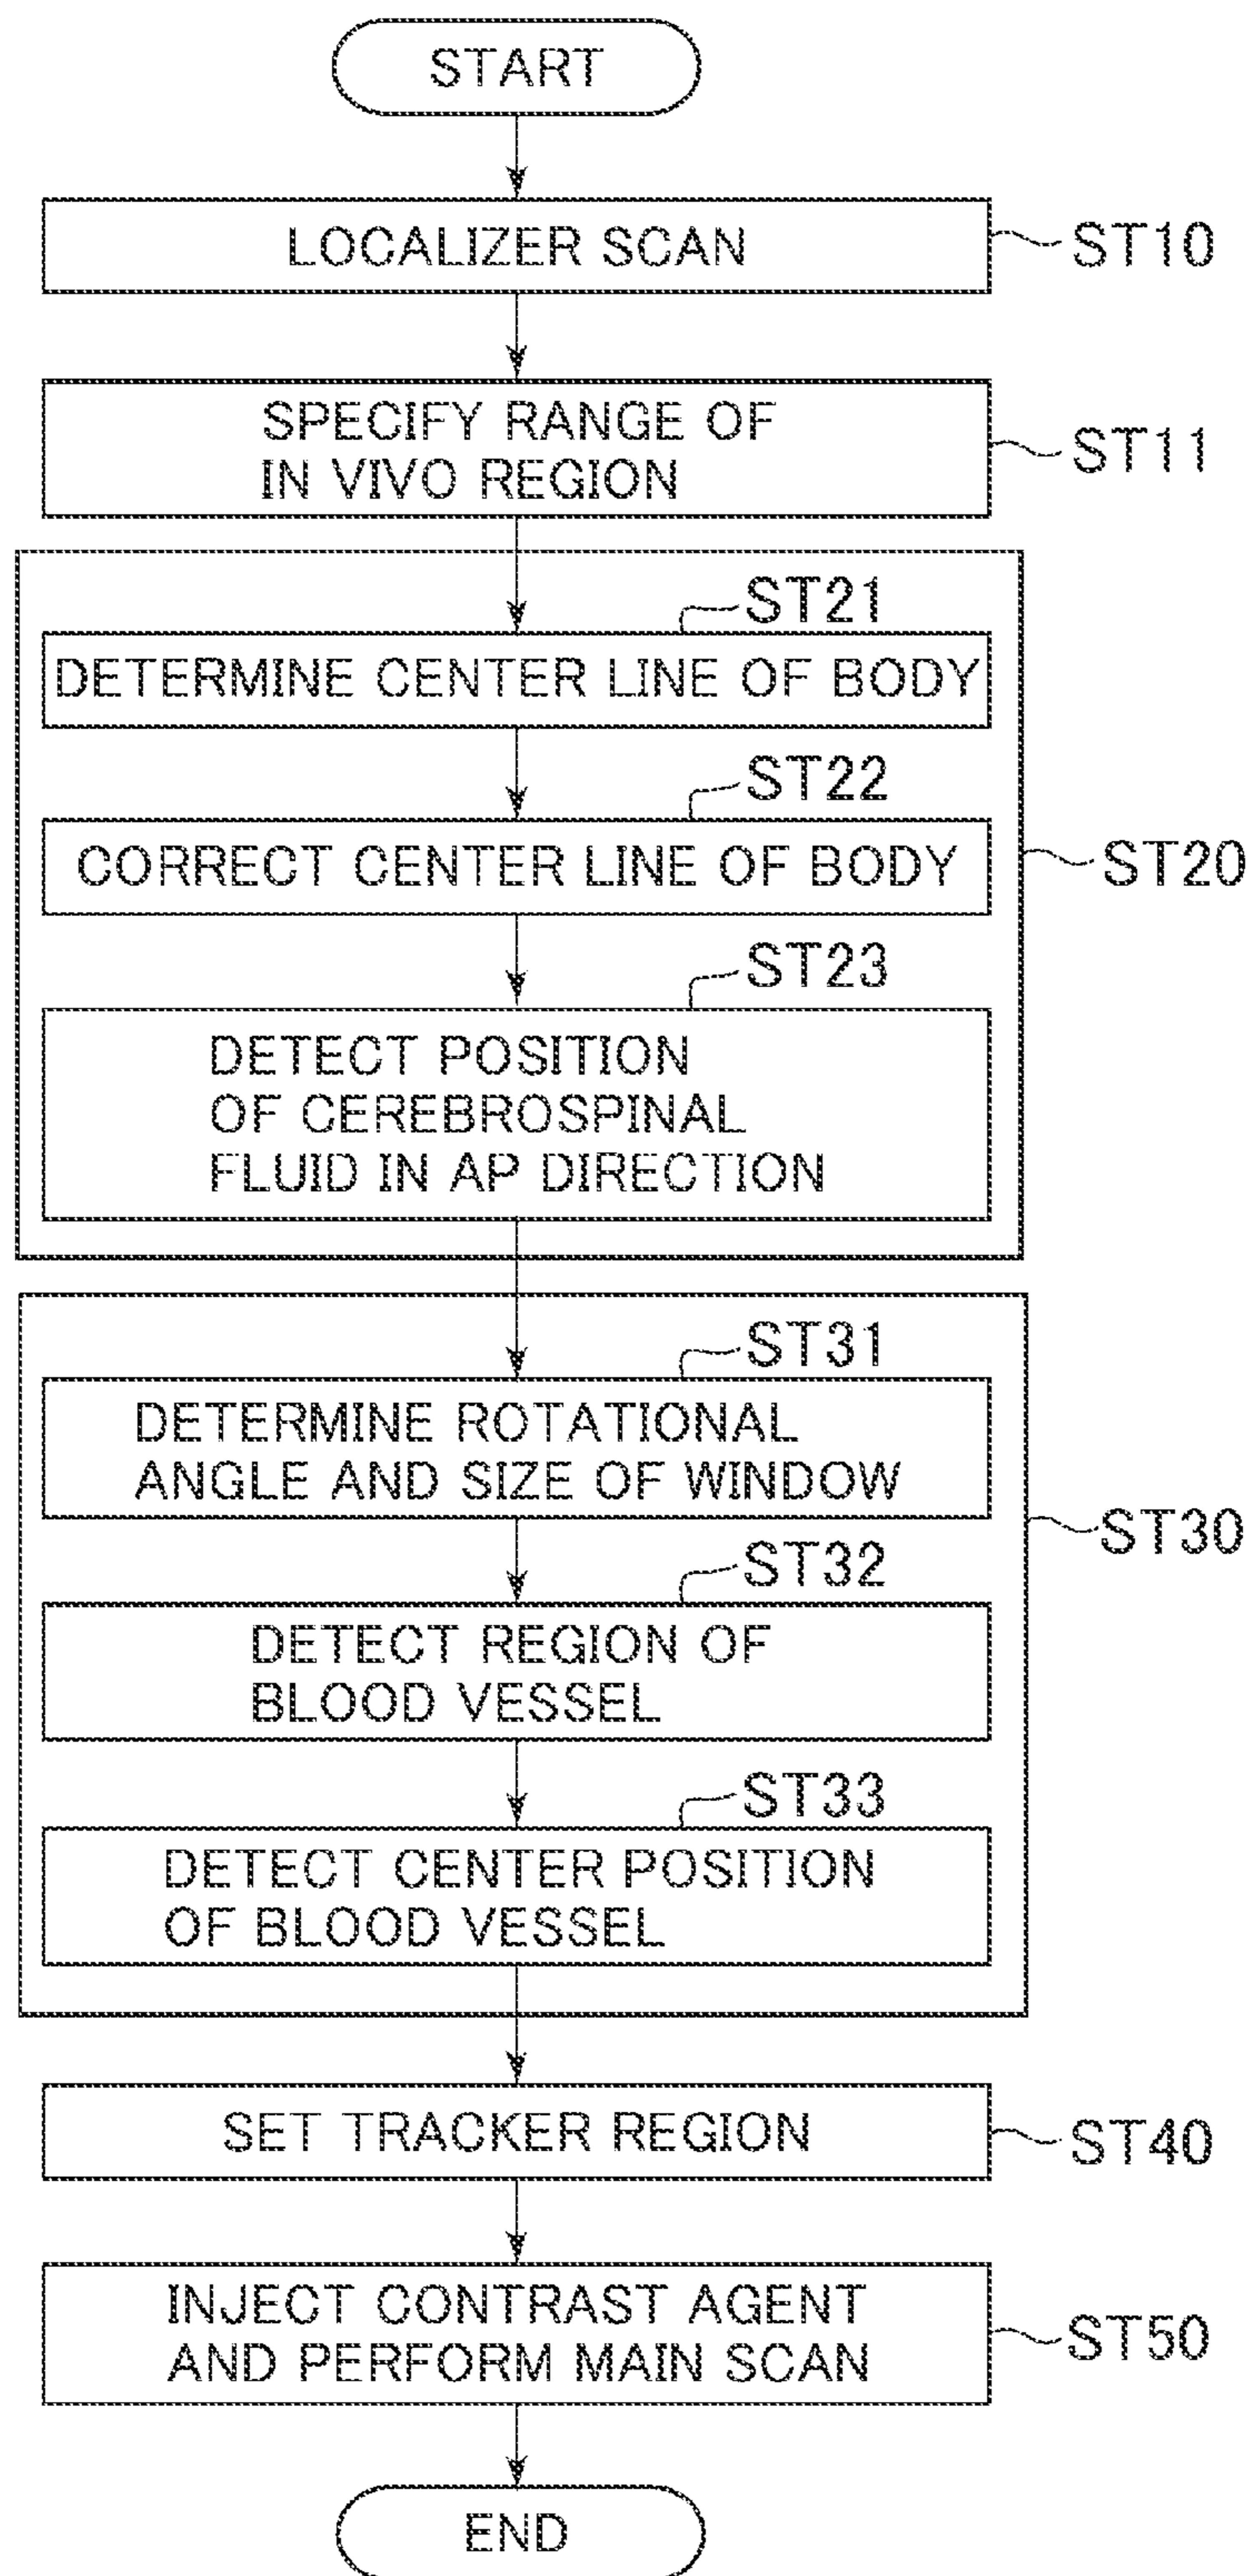 START
LOCALIZER SCAN
ST10
SPECIFY RANGE OF
IN VIVO REGION
ST11
ST20
ST21
DETERMINE CENTER LINE OF BODY
ST22
CORRECT CENTER LINE OF BODY
ST23
DETECT POSITION
OF CEREBROSPINAL
FLUID IN AP DIRECTION
ST30
ST31
DETERMINE ROTATIONAL
ANGLE AND SIZE OF WINDOW
ST32
DETECT REGION OF
BLOOD VESSEL
ST33
DETECT CENTER POSITION
OF BLOOD VESSEL
SET TRACKER REGION
ST40
INJECT CONTRAST AGENT
AND PERFORM MAIN SCAN
ST50
END